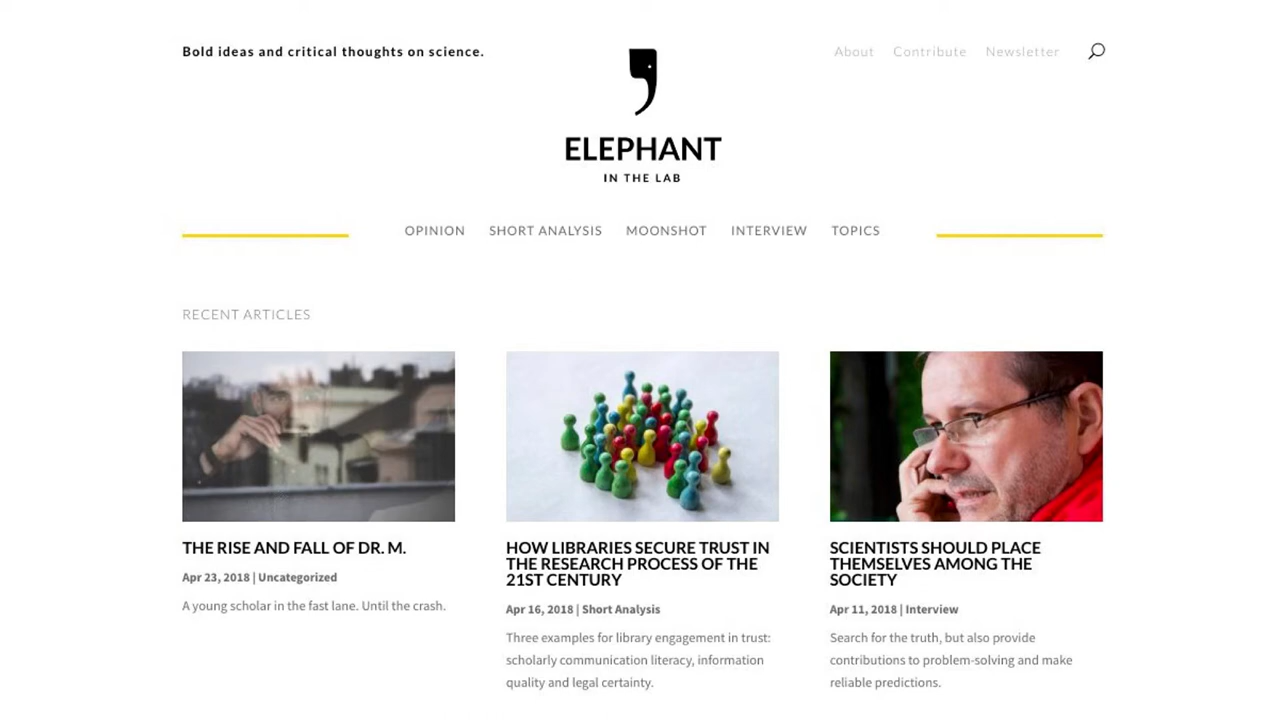 Bold ideas and critical thoughts on science.
About Contribute Newsletter
ELEPHANT
IN THE LAB
OPINION SHORT ANALYSIS MOONSHOT INTERVIEW TOPICS
RECENT ARTICLES
THE RISE AND FALL OF DR. M.
Apr 23, 2018 | Uncategorized
A young scholar in the fast lane. Until the crash.
HOW LIBRARIES SECURE TRUST IN
THE RESEARCH PROCESS OF THE
21ST CENTURY
Apr 16, 2018 | Short Analysis
Three examples for library engagement in trust:
scholarly communication literacy, information
quality and legal certainty.
SCIENTISTS SHOULD PLACE
THEMSELVES AMONG THE
SOCIETY
Apr 11, 2018 | Interview
Search for the truth, but also provide
contributions to problem-solving and make
reliable predictions.